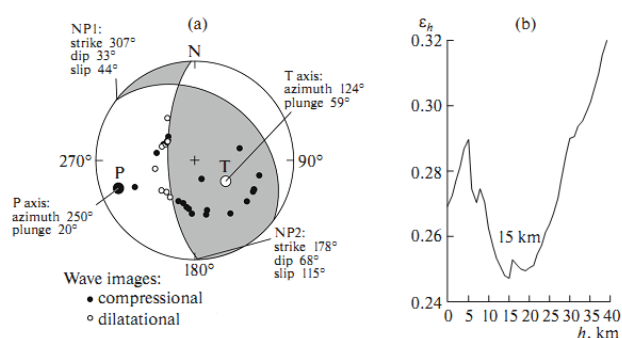 (a)
NP1:
strike 307°
dip 33°
slip 44°
N
T axis:
azimuth 124°
plunge 59°
270°
P
T
90°
P axis:
azimuth 250°
plunge 20°
180°
NP2:
strike 178°
dip 68°
slip 115°
Wave images:
compressional
dilatational
(b)
εh
0.32
0.30
0.28
0.26
0.24
15 km
0 5 10 15 20 25 30 35 40
h, km